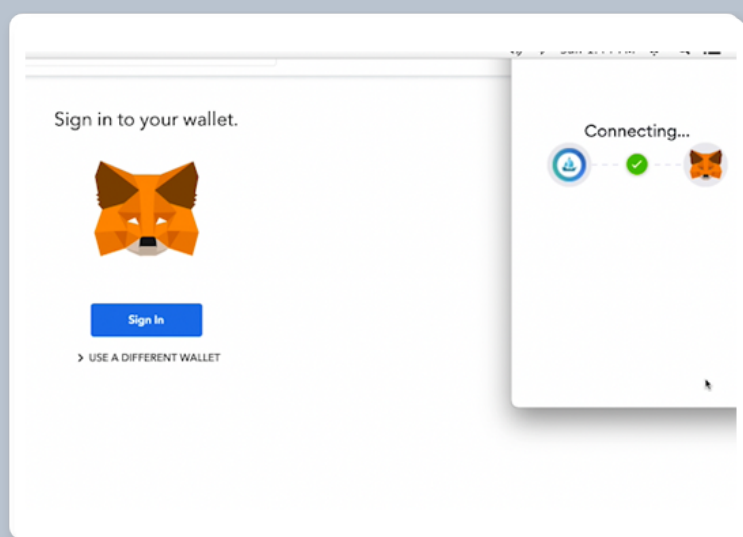 Sign in to your wallet.
Sign In
USE A DIFFERENT WALLET
Connecting...